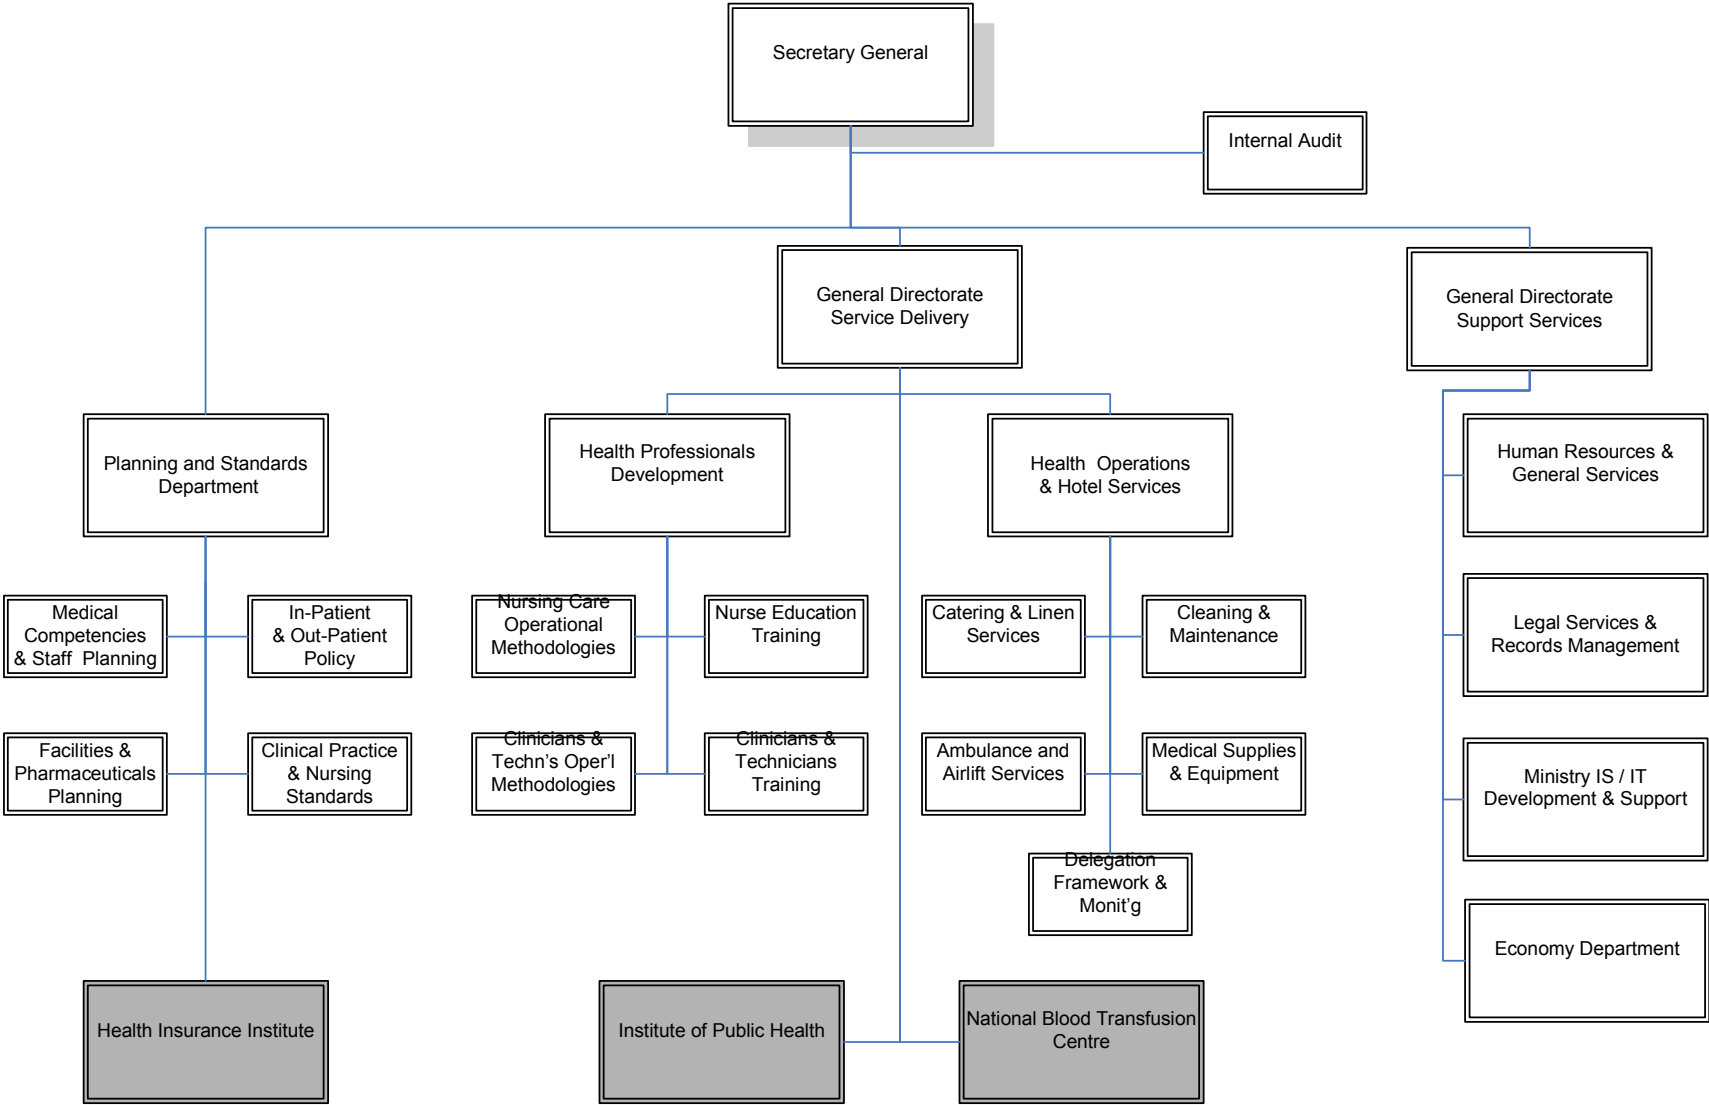 Secretary General
Internal Audit
General Directorate
Service Delivery
General Directorate
Support Services
Planning and Standards
Department
Health Professionals
Development
Health  Operations
& Hotel Services
Human Resources &
General Services
Medical
Competencies
& Staff  Planning
In-Patient
& Out-Patient
Policy
Nursing Care
Operational
Methodologies
Nurse Education
Training
Catering & Linen
Services
Cleaning &
Maintenance
Legal Services &
Records Management
Facilities &
Pharmaceuticals
Planning
Clinical Practice
& Nursing
Standards
Clinicians &
Techn's Oper'l
Methodologies
Clinicians &
Technicians
Training
Ambulance and
Airlift Services
Medical Supplies
& Equipment
Ministry IS / IT
Development & Support
Delegation
Framework &
Monit'g
Economy Department
Health Insurance Institute
Institute of Public Health
National Blood Transfusion
Centre